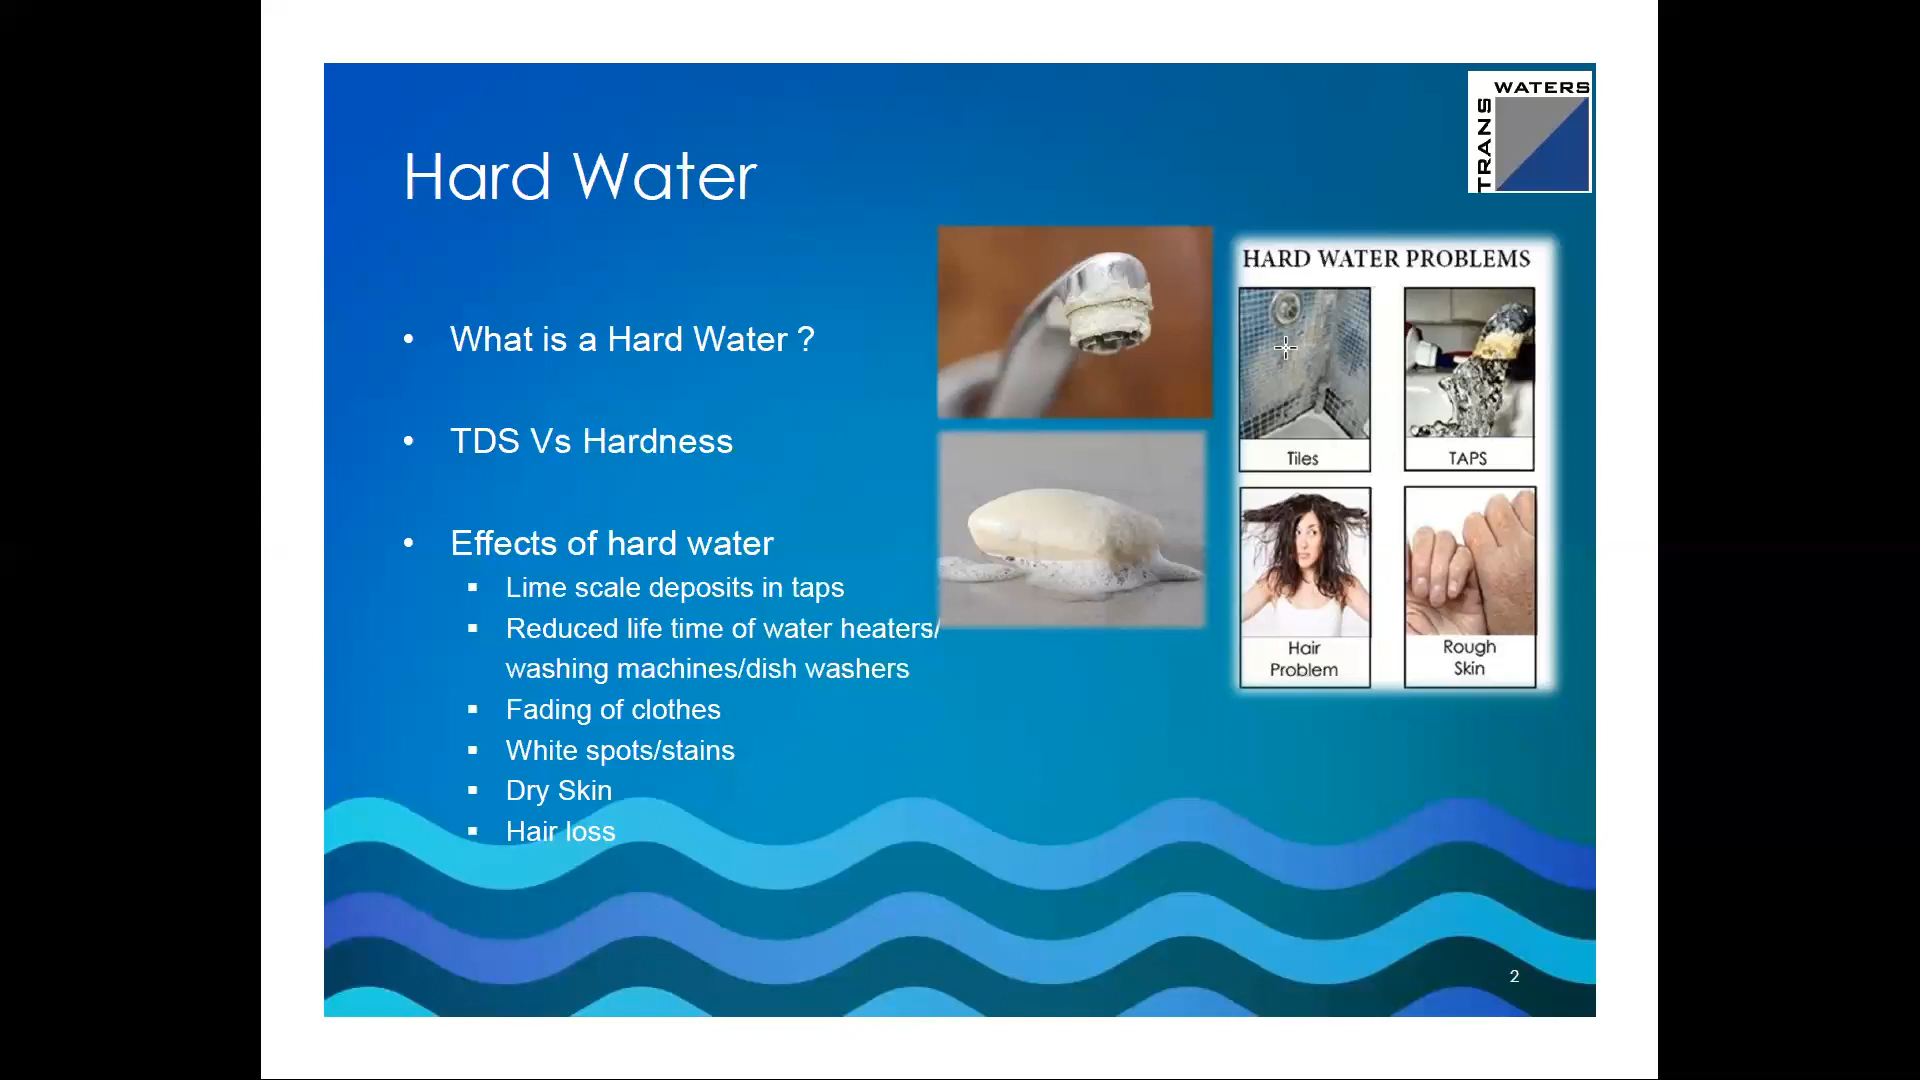 WATERS
TRANS
Hard Water
• What is a Hard Water ?
• TDS Vs Hardness
• Effects of hard water
▪ Lime scale deposits in taps
▪ Reduced life time of water heaters/
washing machines/dish washers
▪ Fading of clothes
▪ White spots/stains
▪ Dry Skin
▪ Hair loss
HARD WATER PROBLEMS
Tiles
TAPS
Hair
Problem
Rough
Skin
2